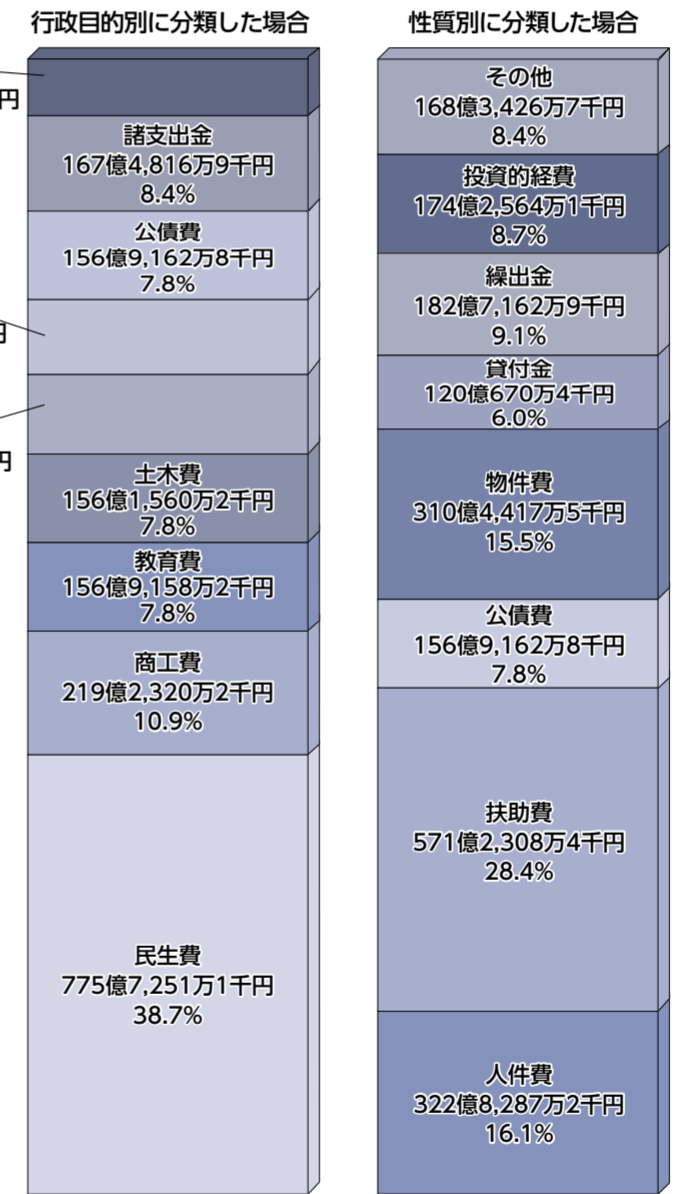 行政目的別に分類した場合
円
諸支出金
167億4,816万9千円
8.4%
公債費
156億9,162万8千円
7.8%
円
円
土木費
156億1,560万2千円
7.8%
教育費
156億9,158万2千円
7.8%
商工費
219億2,320万2千円
10.9%
民生費
775億7,251万1千円
38.7%
性質別に分類した場合
その他
168億3,426万7千円
8.4%
投資的経費
174億2,564万1千円
8.7%
繰出金
182億7,162万9千円
9.1%
貸付金
120億670万4千円
6.0%
物件費
310億4,417万5千円
15.5%
公債費
156億9,162万8千円
7.8%
扶助費
571億2,308万4千円
28.4%
人件費
322億8,287万2千円
16.1%